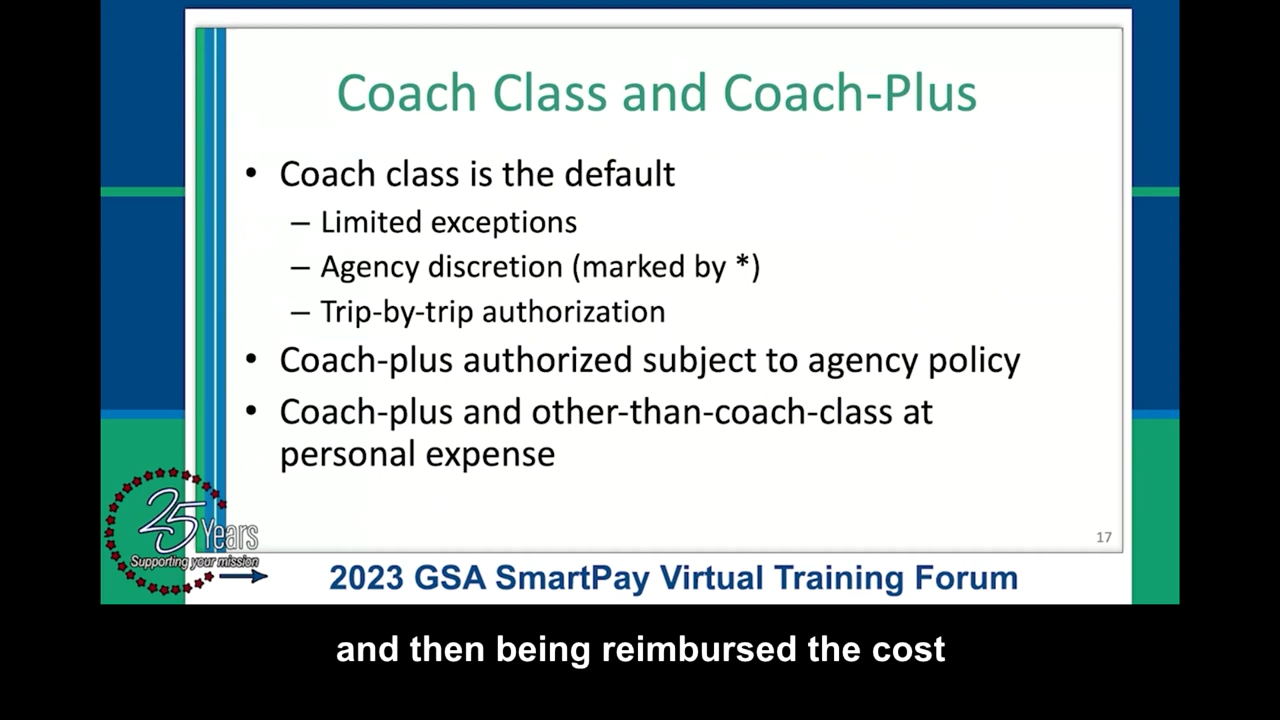 Coach Class and Coach-Plus
• Coach class is the default
– Limited exceptions
– Agency discretion (marked by *)
– Trip-by-trip authorization
• Coach-plus authorized subject to agency policy
• Coach-plus and other-than-coach-class at
personal expense
17
25
Years
Supporting your mission
2023 GSA SmartPay Virtual Training Forum
and then being reimbursed the cost